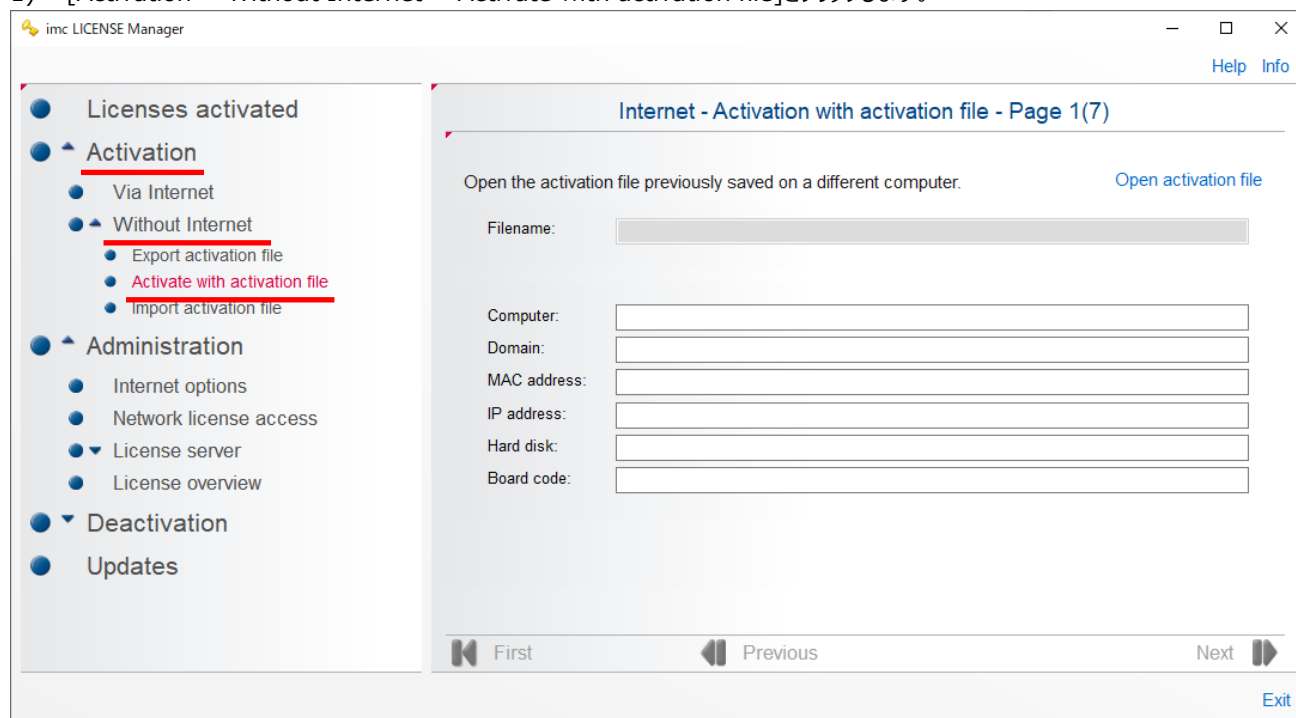 imc LICENSE Manager
Help Info
Licenses activated
Activation
Via Internet
Without Internet
Export activation file
Activate with activation file
Import activation file
Administration
Internet options
Network license access
License server
License overview
Deactivation
Updates
Internet - Activation with activation file - Page 1(7)
Open the activation file previously saved on a different computer.
Open activation file
Filename:
Computer:
Domain:
MAC address:
IP address:
Hard disk:
Board code:
First
Previous
Next
Exit